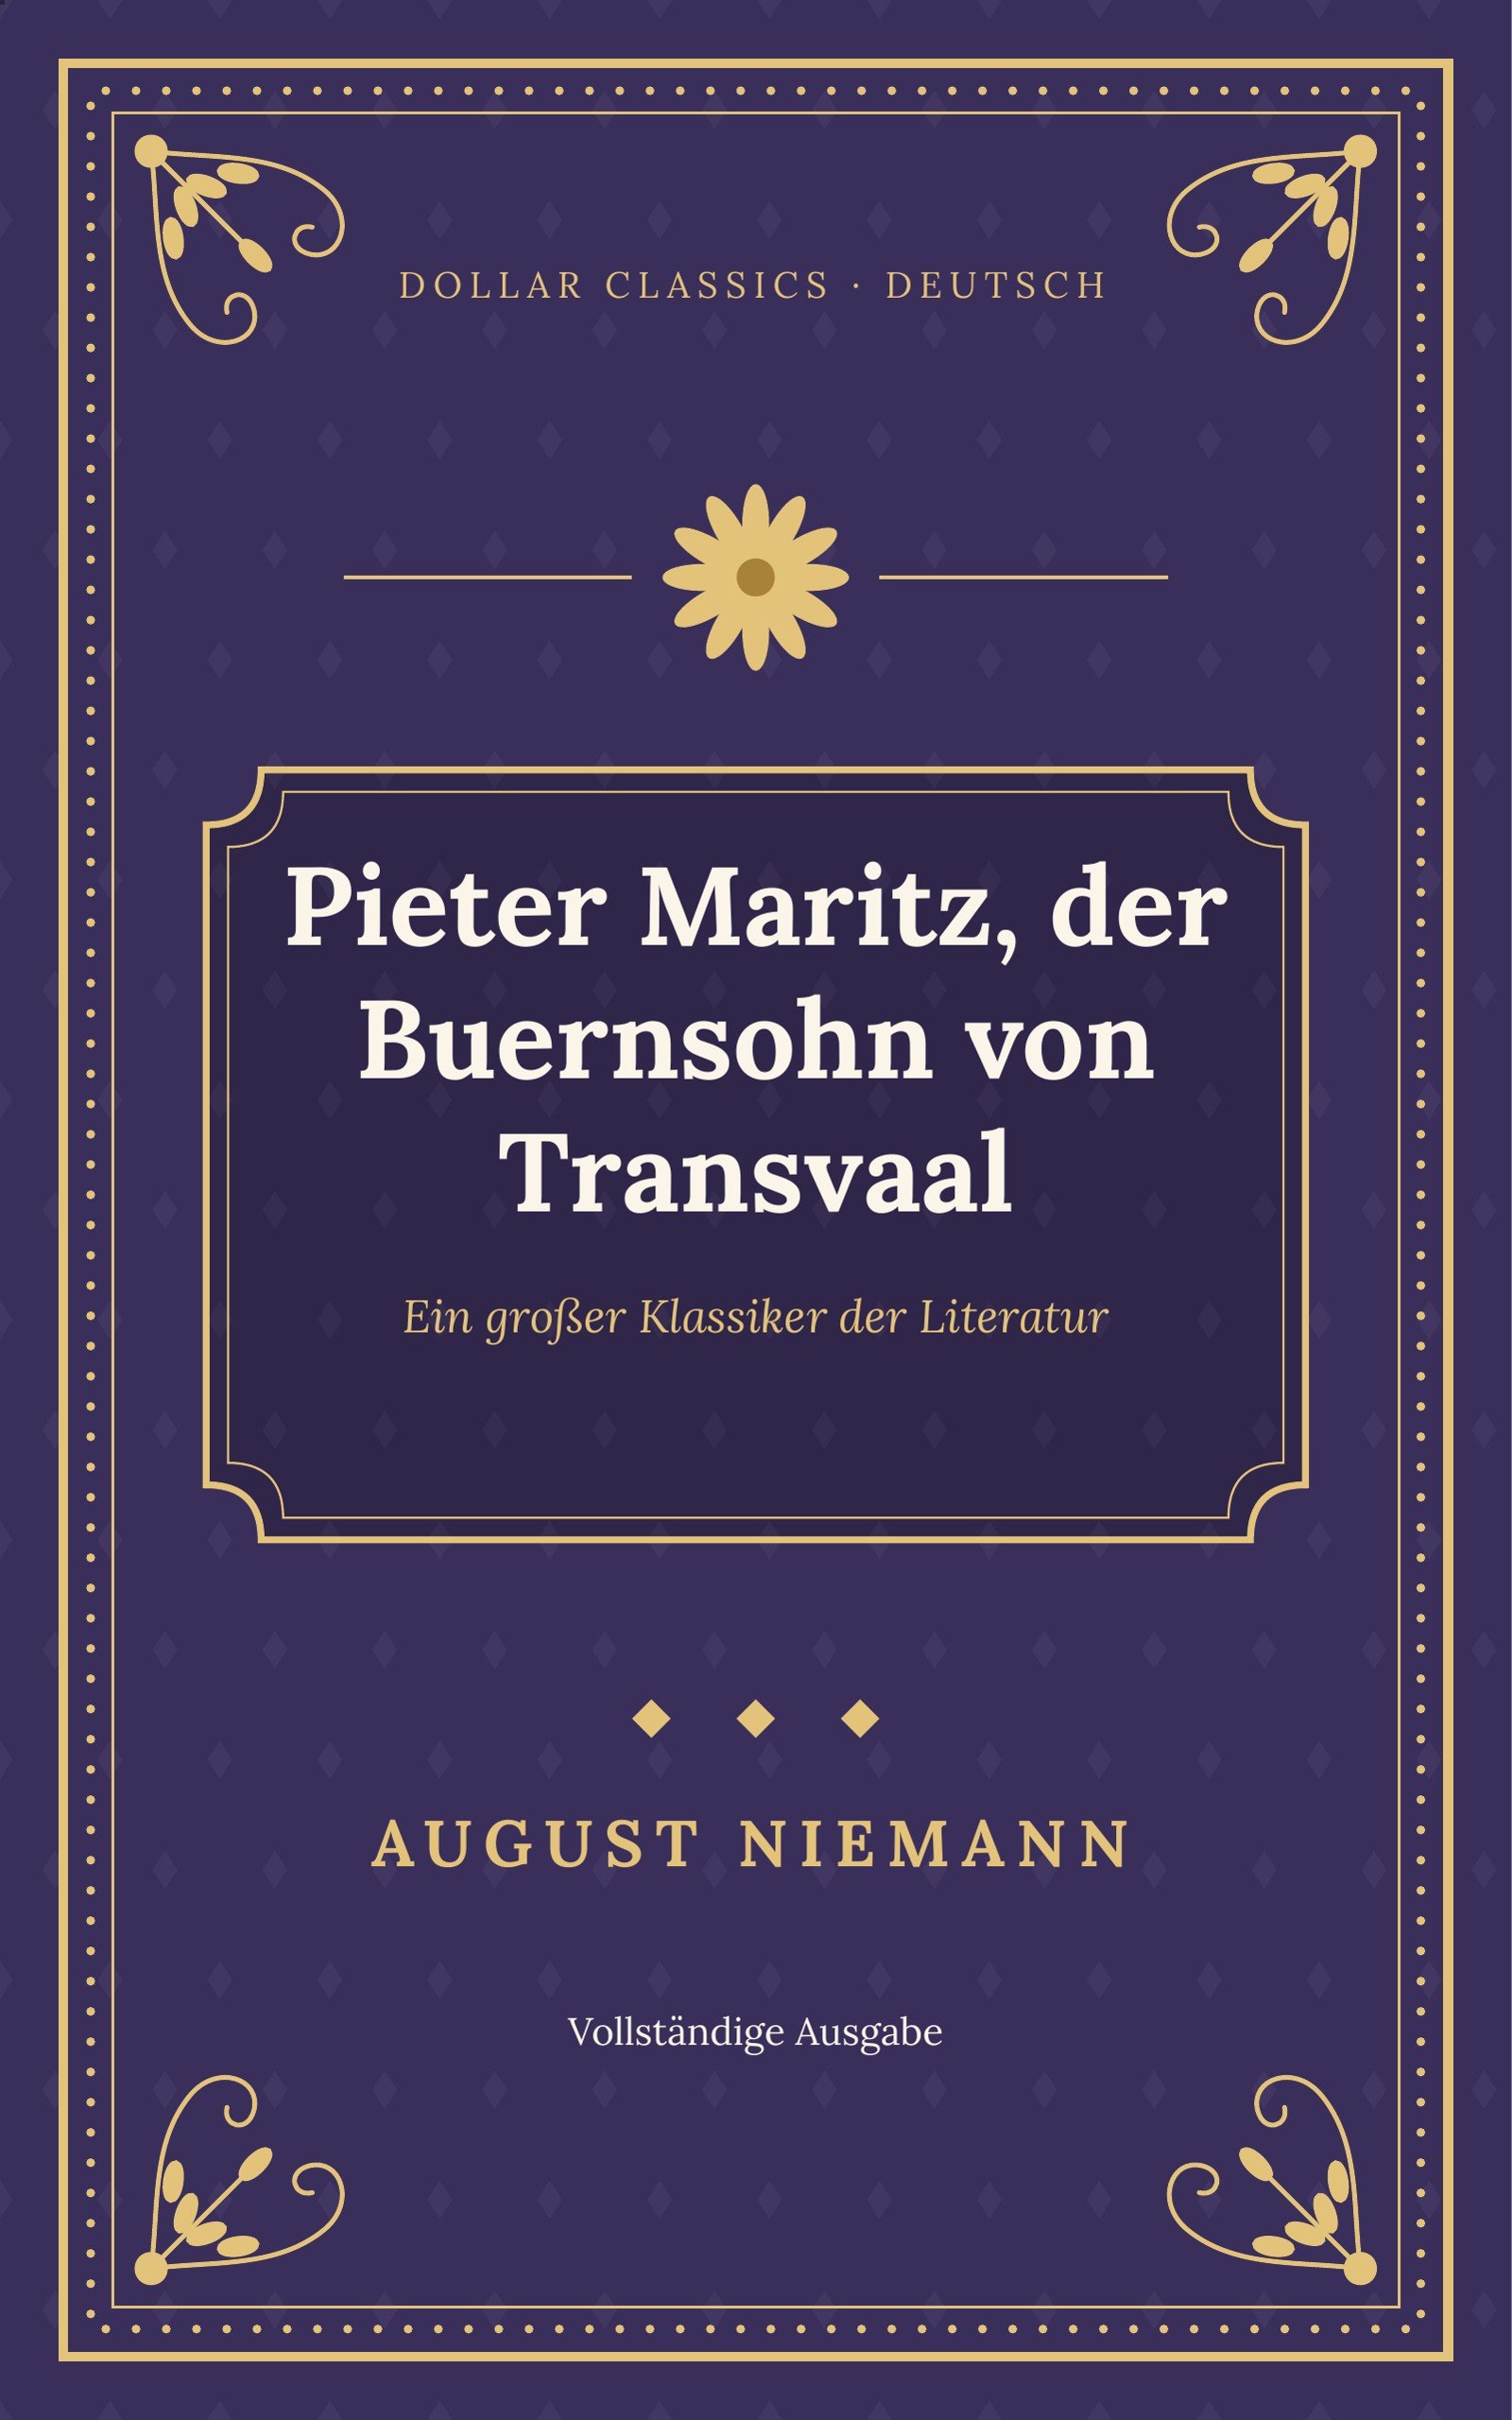 DOLLAR CLASSICS · DEUTSCH
Pieter Maritz, der
Buernsohn von
Transvaal
Ein großer Klassiker der Literatur
AUGUST NIEMANN
Vollständige Ausgabe